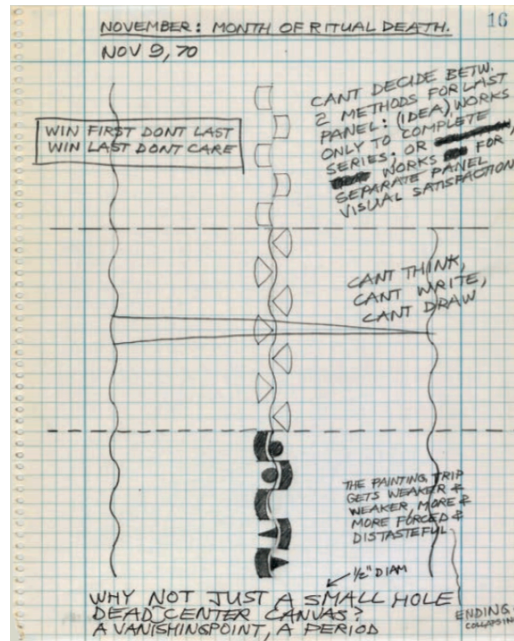 16
NOVEMBER: MONTH OF RITUAL DEATH.
NOV 9, 70
CANT DECIDE BETW.
2 METHODS FOR LAST
PANEL: (IDEA) WORKS
ONLY TO COMPLETE
SERIES: OR
WORKS FOR
SEPARATE PANEL
VISUAL SATISFACTION
WIN FIRST DONT LAST
WIN LAST DONT CARE
CANT THINK,
CANT WRITE,
CANT DRAW
THE PAINTING TRIP
GETS WEAKER &
WEAKER, MORE &
MORE FORCED &
DISTASTEFUL
1/2" DIAM
WHY NOT JUST A SMALL HOLE
DEAD CENTER CANVAS?
A VANISHINGPOINT, A PERIOD
ENDING
COLLAPSING